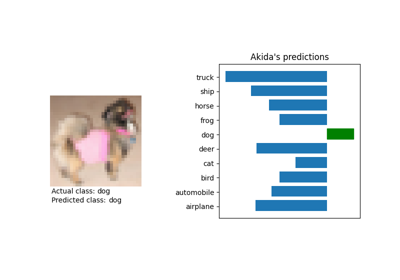 Akida's predictions
truck
ship
horse
frog
dog
deer
cat
bird
automobile
airplane
Actual class: dog
Predicted class: dog